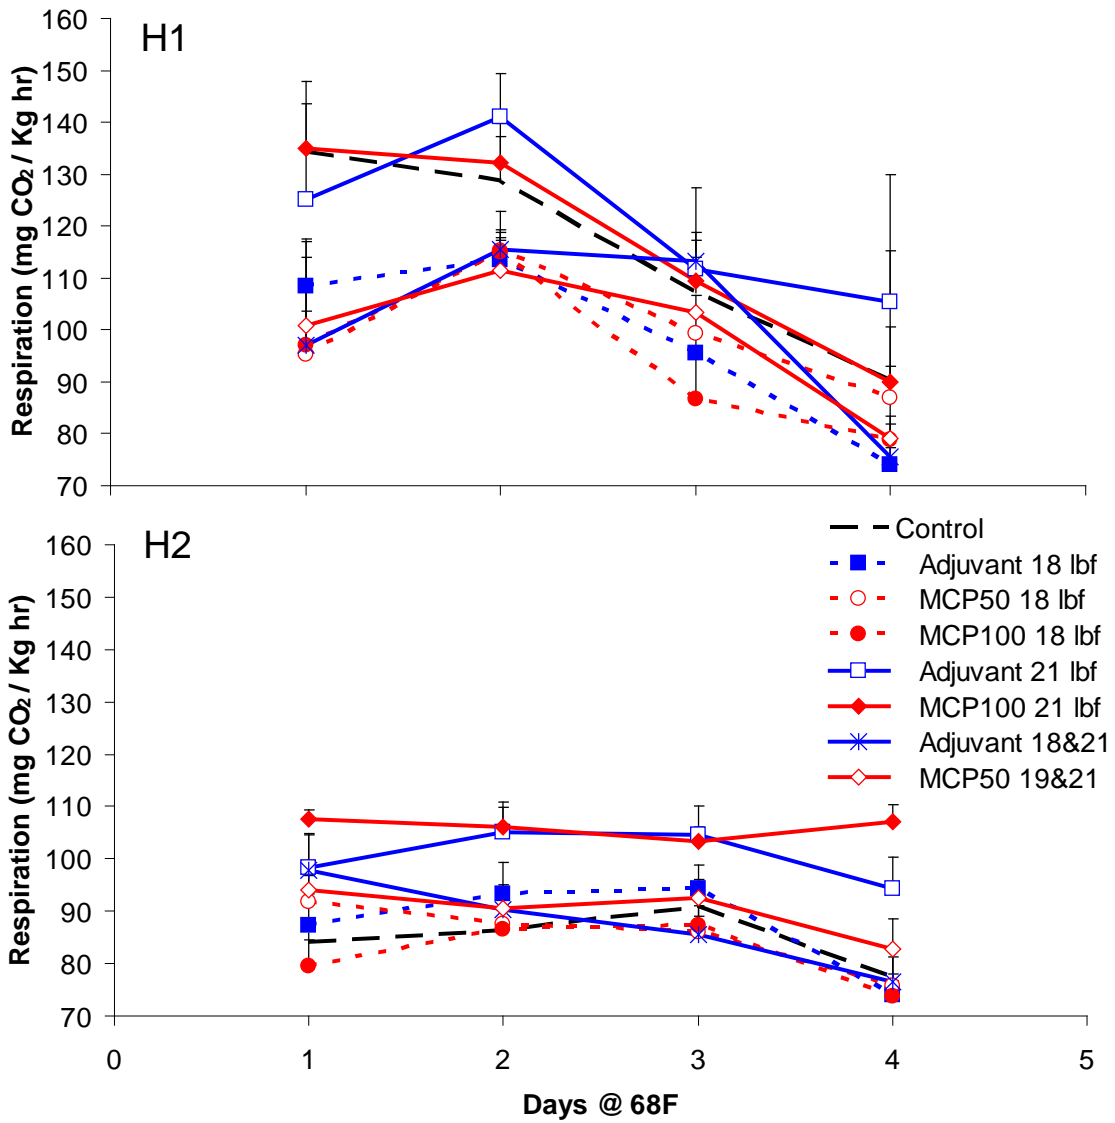 H1
Respiration (mg CO₂ / Kg hr)
160
150
140
130
120
110
100
90
80
70
H2
Respiration (mg CO₂ / Kg hr)
160
150
140
130
120
110
100
90
80
70
Control
Adjuvant 18 lbf
MCP50 18 lbf
MCP100 18 lbf
Adjuvant 21 lbf
MCP100 21 lbf
Adjuvant 18&21
MCP50 19&21
0 1 2 3 4 5
Days @ 68F